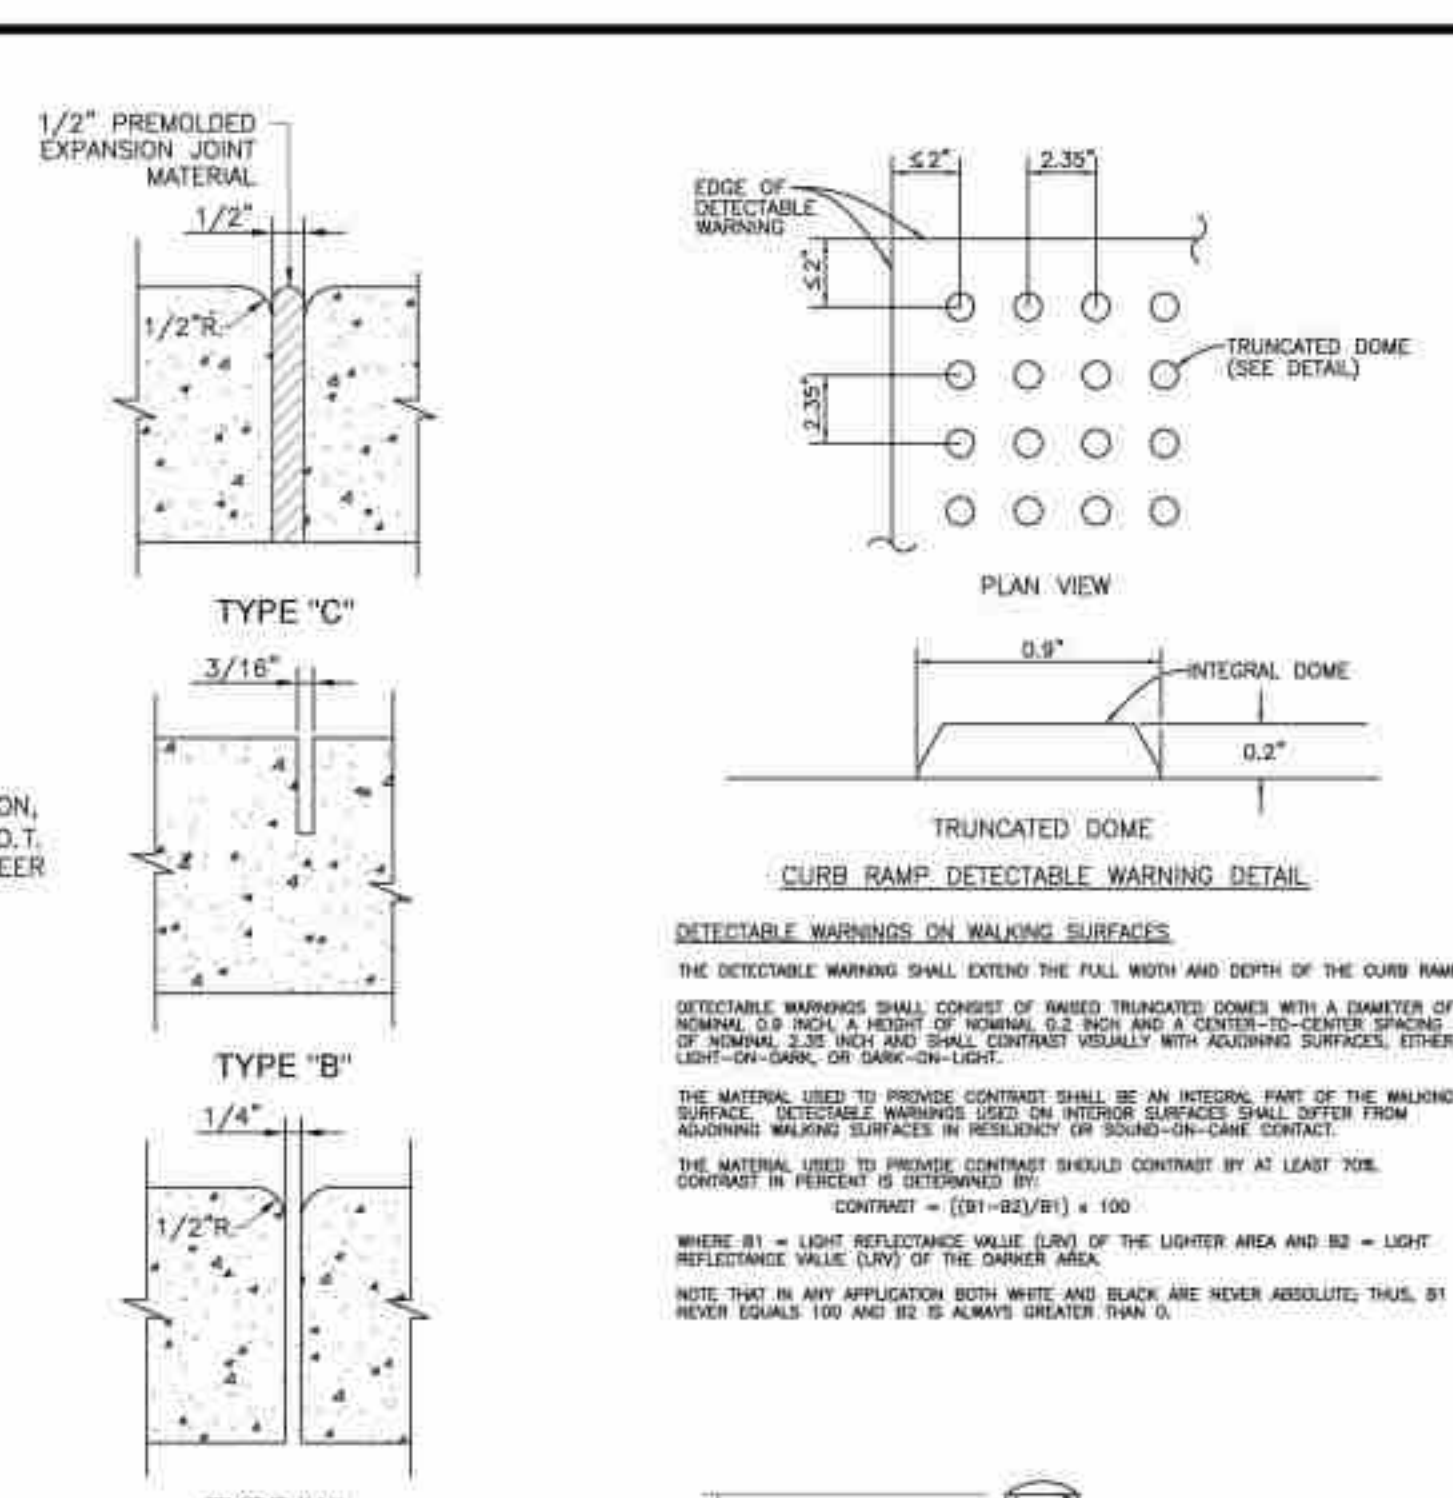 1/2" PREMOLDED
EXPANSION JOINT
MATERIAL
1/2"
1/2"R.
TYPE "C"
3/16"
ON,
O.T.
EER
TYPE "B"
1/4"
1/2"R.
≤2"
2.35"
EDGE OF
DETECTABLE
WARNING
≤2"
TRUNCATED DOME
(SEE DETAIL)
2.35"
PLAN VIEW
0.9"
INTEGRAL DOME
0.2"
TRUNCATED DOME
CURB RAMP DETECTABLE WARNING DETAIL
DETECTABLE WARNINGS ON WALKING SURFACES
THE DETECTABLE WARNING SHALL EXTEND THE FULL WIDTH AND DEPTH OF THE CURB RAM
DETECTABLE WARNINGS SHALL CONSIST OF RAISED TRUNCATED DOMES WITH A DIAMETER OF
NOMINAL 0.9 INCH, A HEIGHT OF NOMINAL 0.2 INCH AND A CENTER-TO-CENTER SPACING
OF NOMINAL 2.35 INCH AND SHALL CONTRAST VISUALLY WITH ADJOINING SURFACES, EITHER
LIGHT-ON-DARK, OR DARK-ON-LIGHT.
THE MATERIAL USED TO PROVIDE CONTRAST SHALL BE AN INTEGRAL PART OF THE WALKING
SURFACE. DETECTABLE WARNINGS USED ON INTERIOR SURFACES SHALL DIFFER FROM
ADJOINING WALKING SURFACES IN RESILIENCY OR SOUND-ON-CANE CONTACT.
THE MATERIAL USED TO PROVIDE CONTRAST SHOULD CONTRAST BY AT LEAST 70%.
CONTRAST IN PERCENT IS DETERMINED BY:
CONTRAST = [(B1-B2)/B1] x 100
WHERE B1 = LIGHT REFLECTANCE VALUE (LRV) OF THE LIGHTER AREA AND B2 = LIGHT
REFLECTANCE VALUE (LRV) OF THE DARKER AREA.
NOTE THAT IN ANY APPLICATION BOTH WHITE AND BLACK ARE NEVER ABSOLUTE; THUS, B1
NEVER EQUALS 100 AND B2 IS ALWAYS GREATER THAN 0.